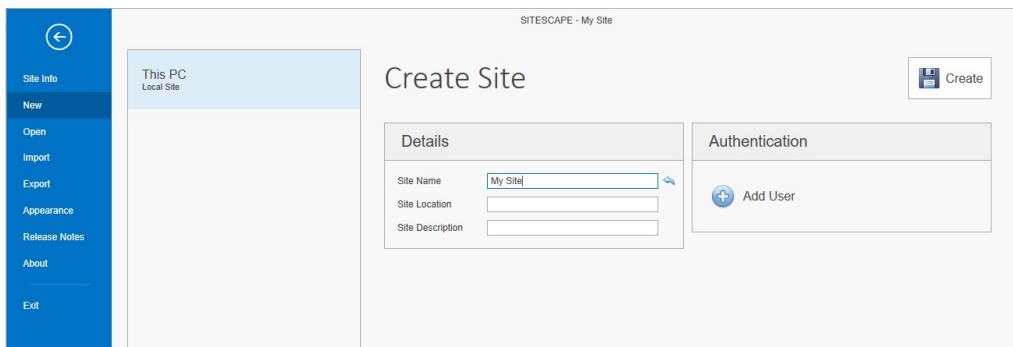 SITESCAPE - My Site
Site Info
New
Open
Import
Export
Appearance
Release Notes
About
Exit
This PC
Local Site
Create Site
Create
Details
Site Name
My Site
Site Location
Site Description
Authentication
Add User